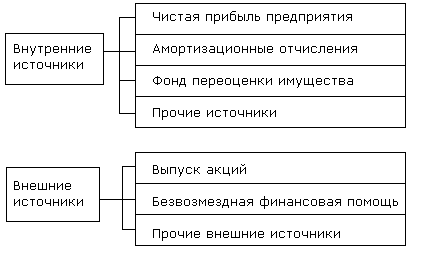 Внутренние
источники
Чистая прибыль предприятия
Амортизационные отчисления
Фонд переоценки имущества
Прочие источники
Внешние
источники
Выпуск акций
Безвозмездная финансовая помощь
Прочие внешние источники